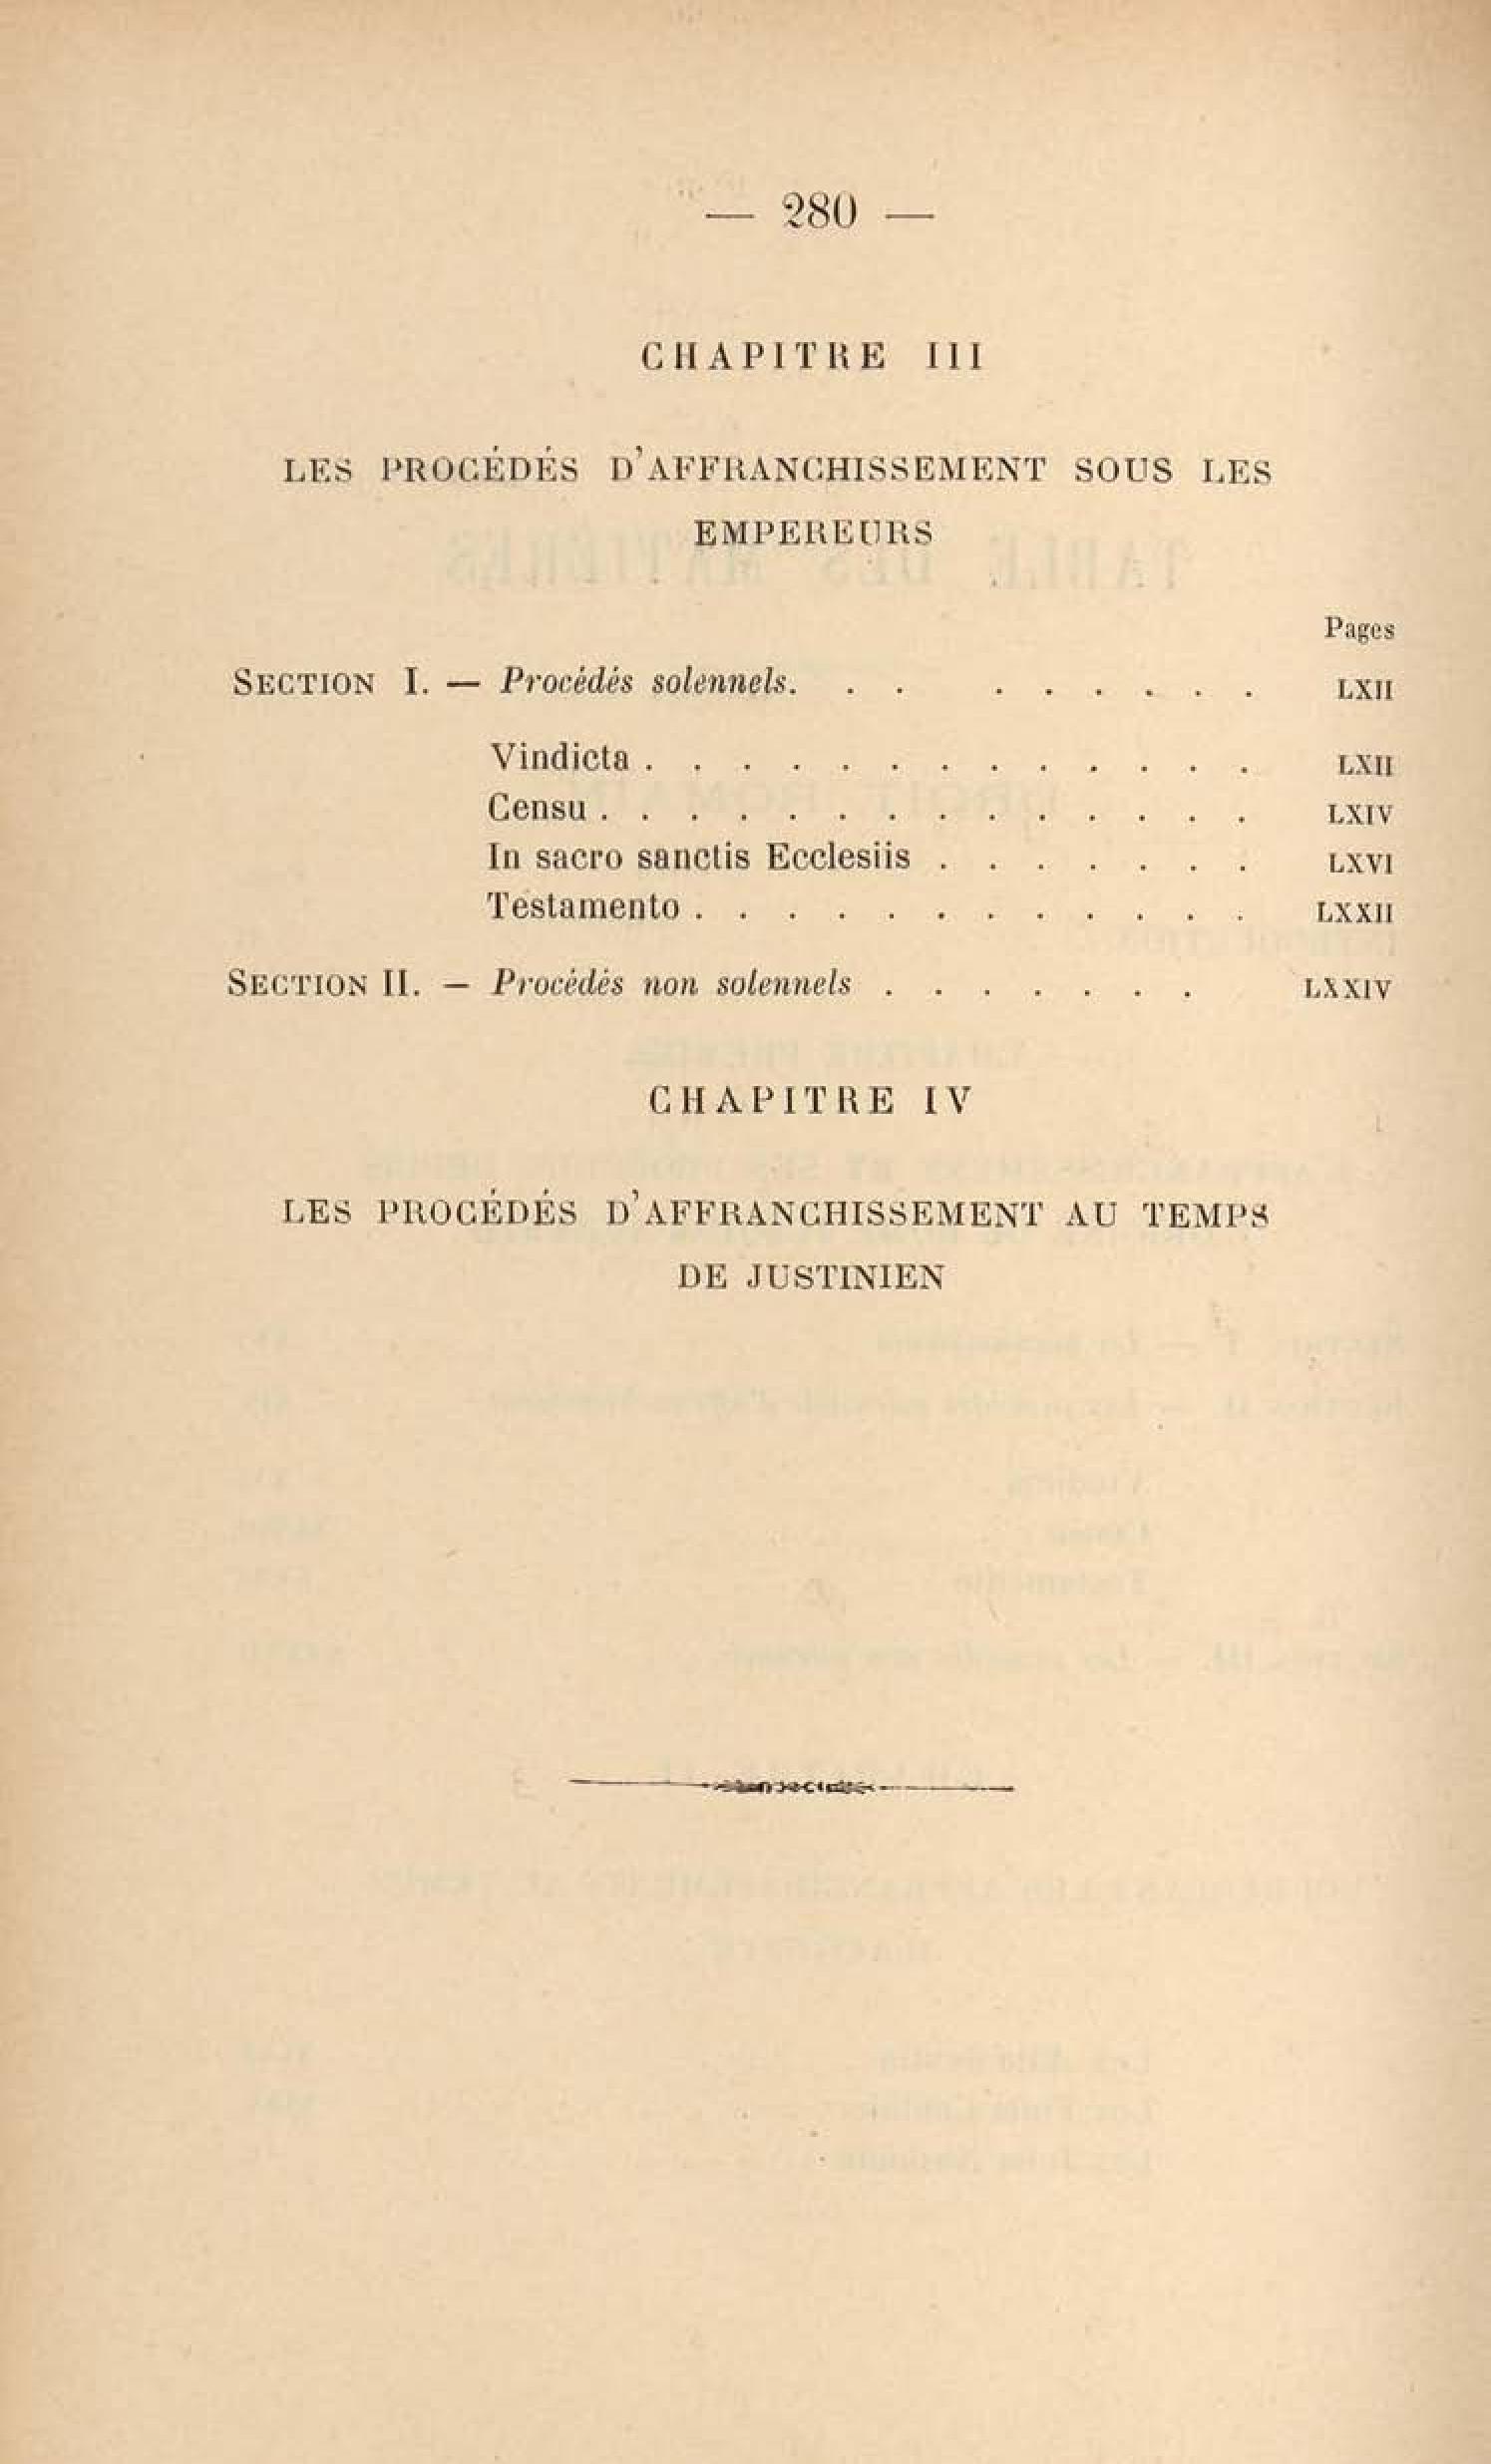 — 280 —
CHAPITRE III
LES PROCÉDÉS D'AFFRANCHISSEMENT SOUS LES
EMPEREURS
Pages
SECTION I. — Procédés solennels. . . . . . . . . LXII
Vindicta . . . . . . . . . . . . . LXII
Censu . . . . . . . . . . . . . . LXIV
In sacro sanctis Ecclesiis . . . . . . . LXVI
Testamento . . . . . . . . . . . . LXXII
SECTION II. — Procédés non solennels . . . . . . . LXXIV
CHAPITRE IV
LES PROCÉDÉS D'AFFRANCHISSEMENT AU TEMPS
DE JUSTINIEN